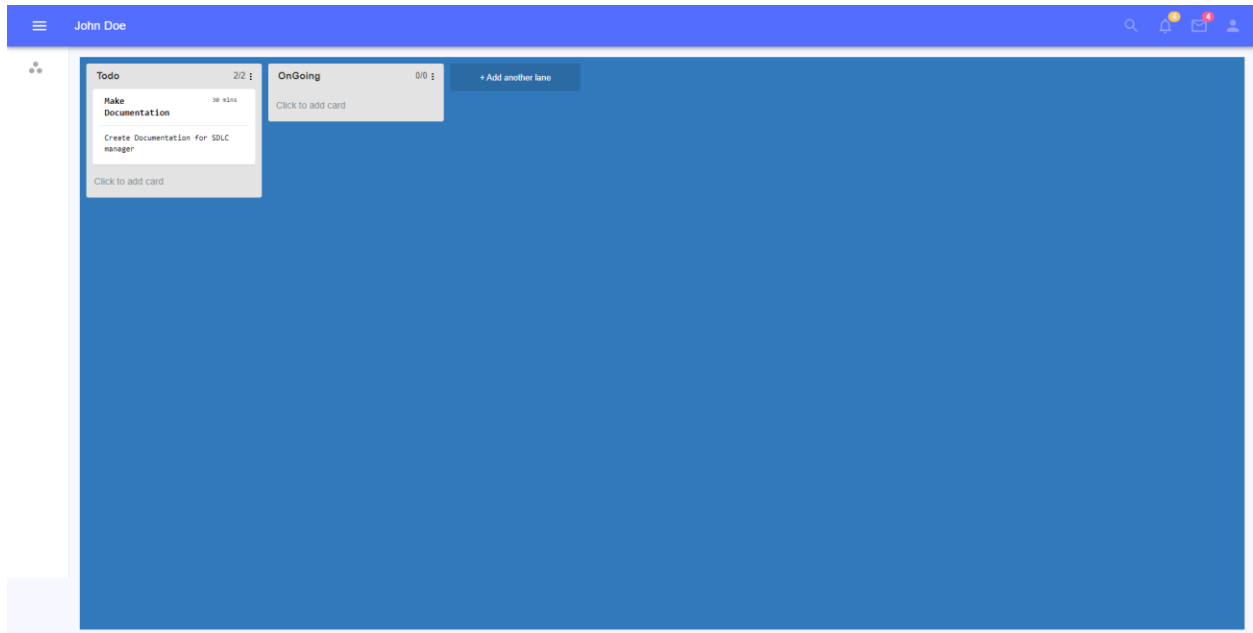 John Doe
4
4
Todo 2/2
Make 30 mins
Documentation
Create Documentation for SDLC
manager
Click to add card
OnGoing 0/0
Click to add card
+ Add another lane